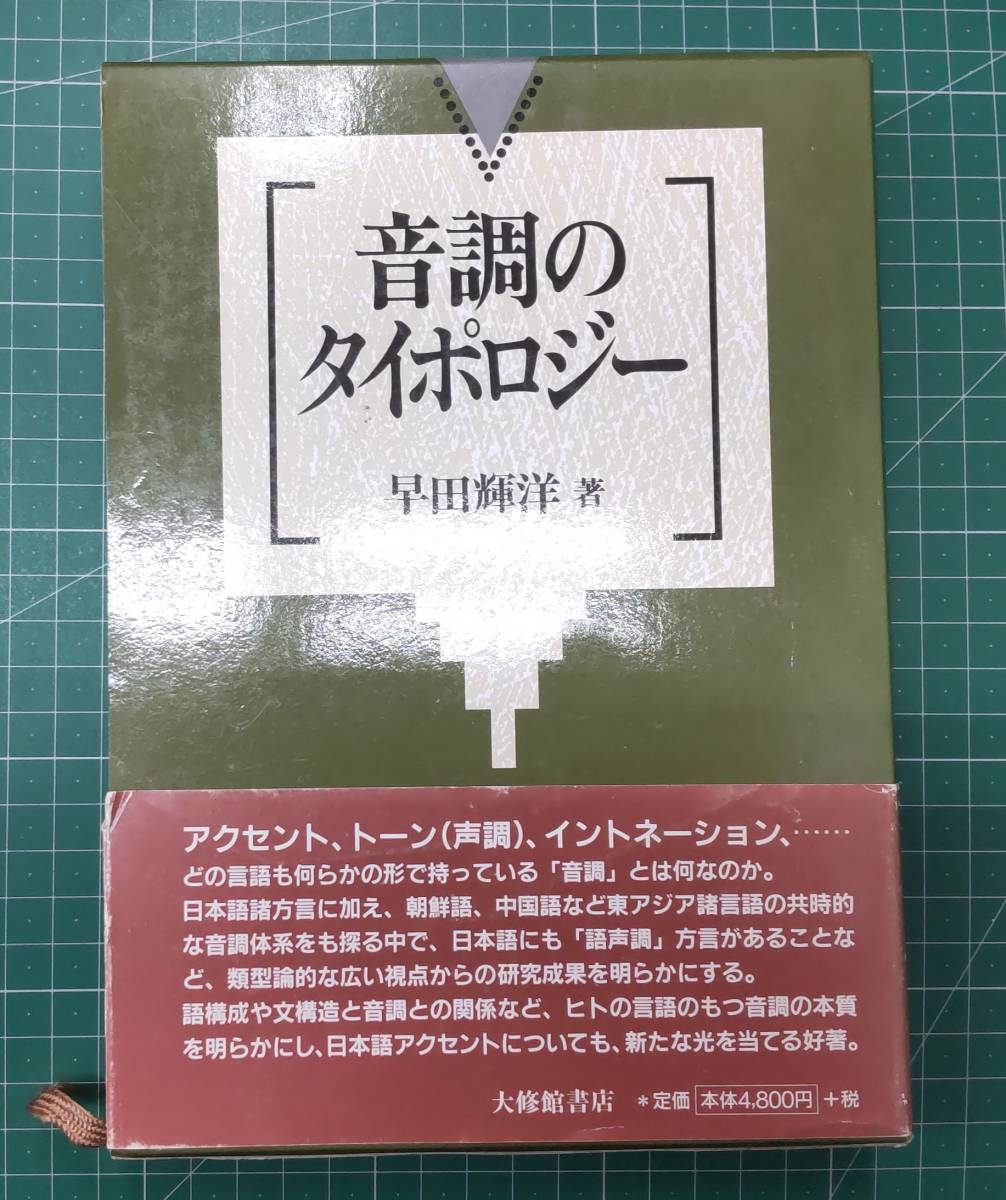 音調の
タイポロジー
早田輝洋 著
アクセント、トーン(声調)、イントネーション、……
どの言語も何らかの形で持っている「音調」とは何なのか。
日本語諸方言に加え、朝鮮語、中国語など東アジア諸言語の共時的
な音調体系をも探る中で、日本語にも「語声調」方言があることな
ど、類型論的な広い視点からの研究成果を明らかにする。
語構成や文構造と音調との関係など、ヒトの言語のもつ音調の本質
を明らかにし、日本語アクセントについても、新たな光を当てる好著。
大修館書店 *定価 本体4,800円 +税